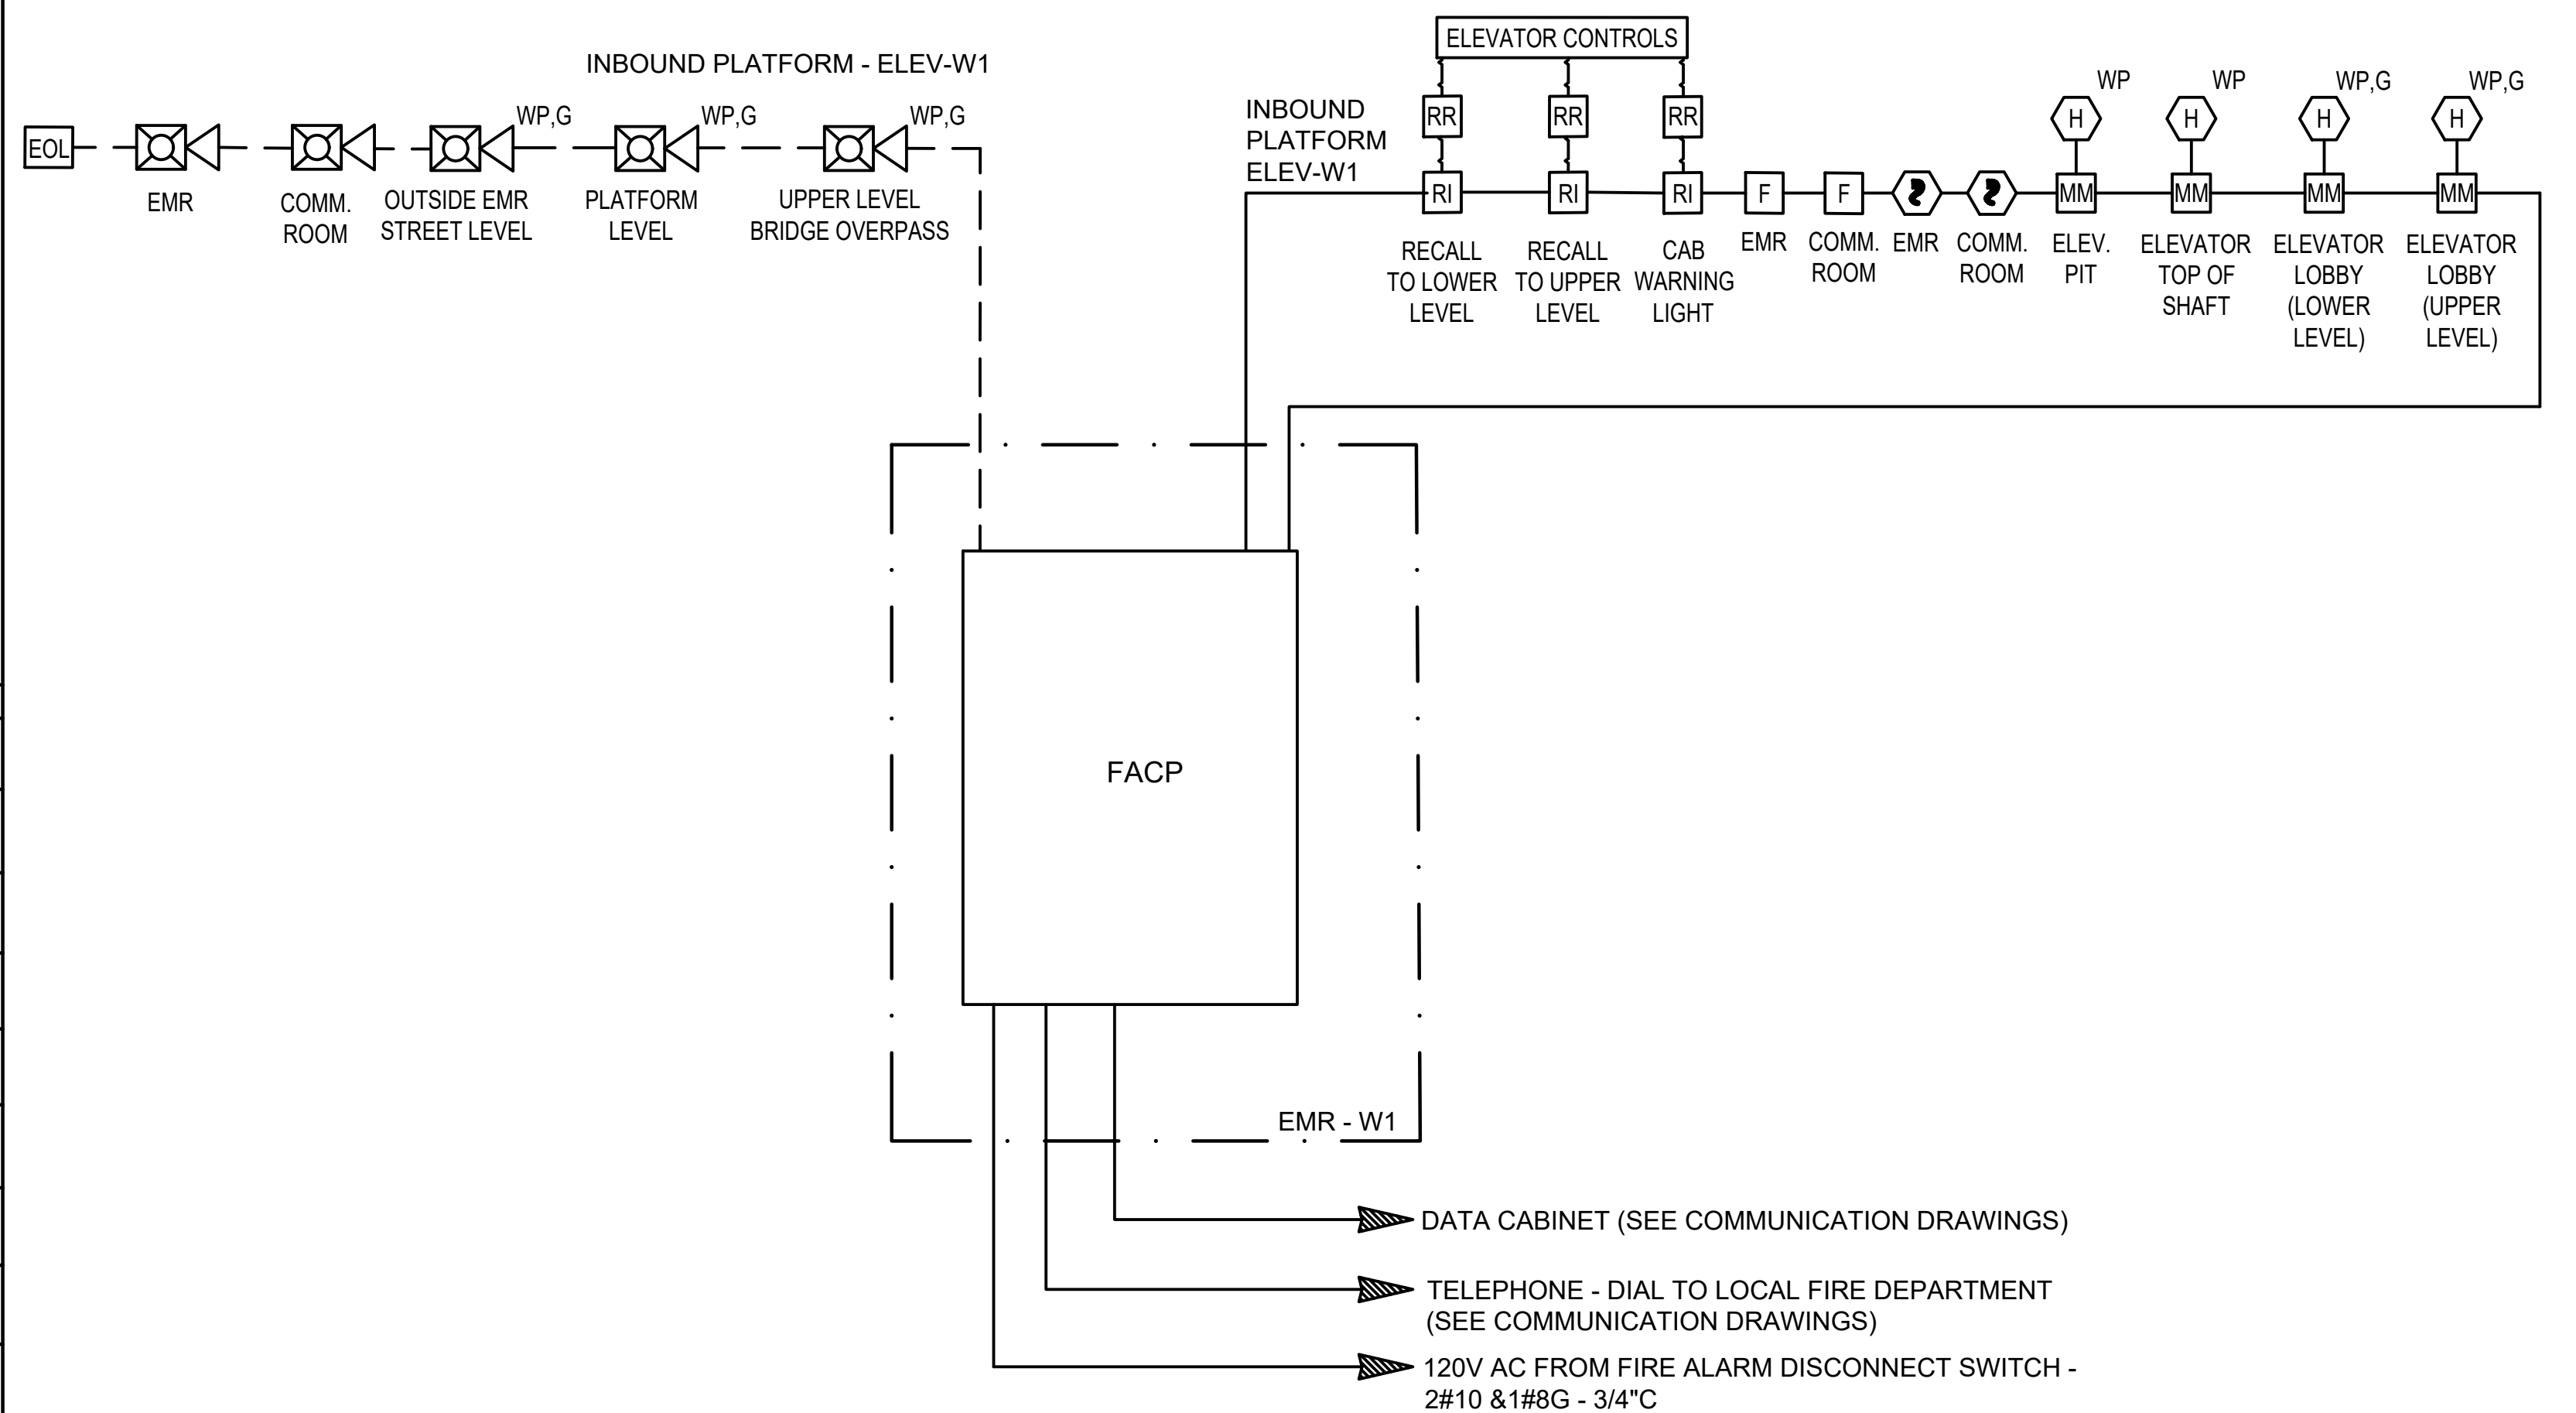 INBOUND PLATFORM - ELEV-W1
EOL
WP,G
WP,G
WP,G
EMR
COMM.
ROOM
OUTSIDE EMR
STREET LEVEL
PLATFORM
LEVEL
UPPER LEVEL
BRIDGE OVERPASS
ELEVATOR CONTROLS
INBOUND
PLATFORM
ELEV-W1
RR
RR
RR
WP
WP
WP,G
WP,G
H
H
H
H
RI
RI
RI
F
F
MM
MM
MM
MM
RECALL
TO LOWER
LEVEL
RECALL
TO UPPER
LEVEL
CAB
WARNING
LIGHT
EMR
COMM.
ROOM
EMR
COMM.
ROOM
ELEV.
PIT
ELEVATOR
TOP OF
SHAFT
ELEVATOR
LOBBY
(LOWER
LEVEL)
ELEVATOR
LOBBY
(UPPER
LEVEL)
FACP
EMR - W1
DATA CABINET (SEE COMMUNICATION DRAWINGS)
TELEPHONE - DIAL TO LOCAL FIRE DEPARTMENT
(SEE COMMUNICATION DRAWINGS)
120V AC FROM FIRE ALARM DISCONNECT SWITCH -
2#10 &1#8G - 3/4"C